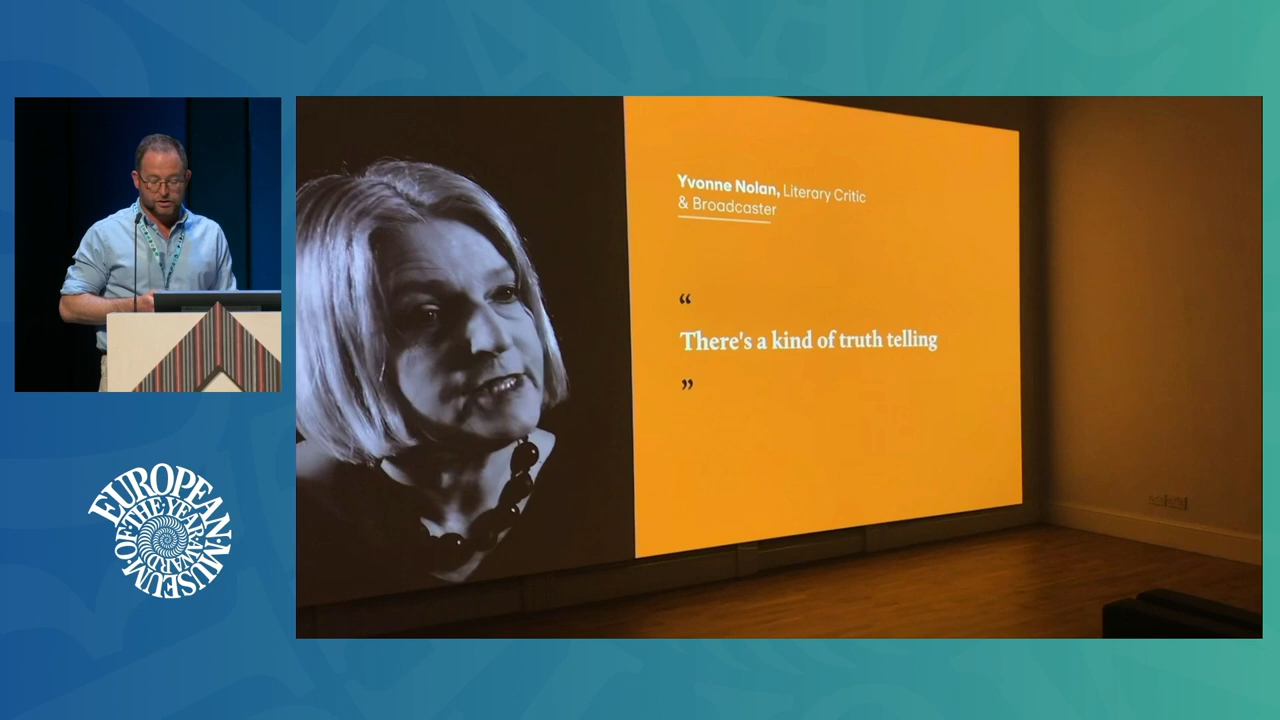 EUROPEAN MUSEUM
OF THE YEAR AWARD
Yvonne Nolan, Literary Critic
& Broadcaster
“
There's a kind of truth telling
”